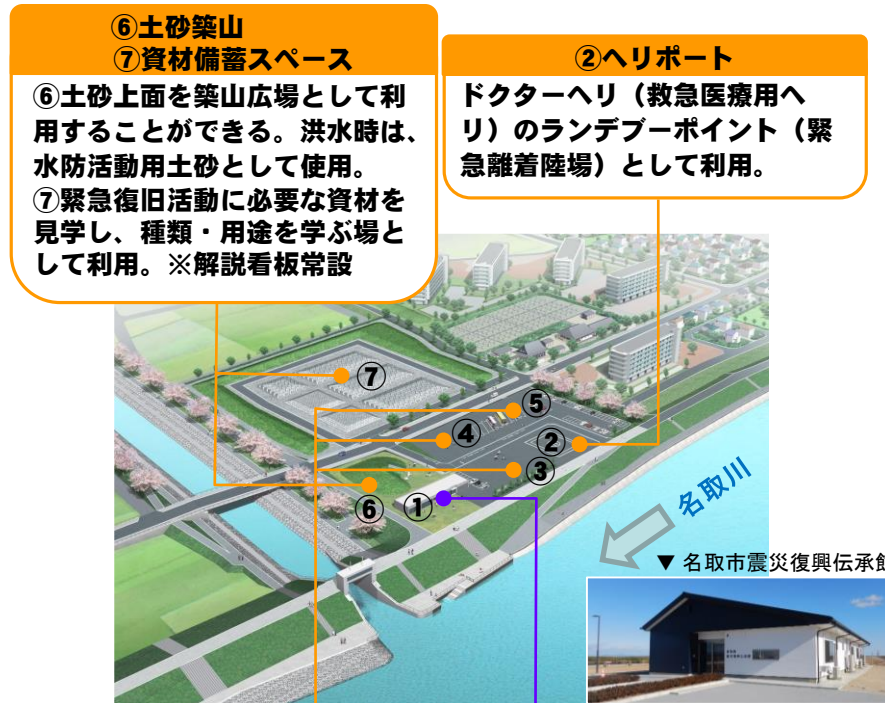 ⑥土砂築山
⑦資材備蓄スペース
⑥土砂上面を築山広場として利
用することができる。洪水時は、
水防活動用土砂として使用。
⑦緊急復旧活動に必要な資材を
見学し、種類・用途を学ぶ場と
して利用。※解説看板常設
②ヘリポート
ドクターヘリ（救急医療用ヘ
リ）のランデブーポイント（緊
急離着陸場）として利用。
⑦
⑤
④
②
③
⑥
①
名取川
▼ 名取市震災復興伝承館